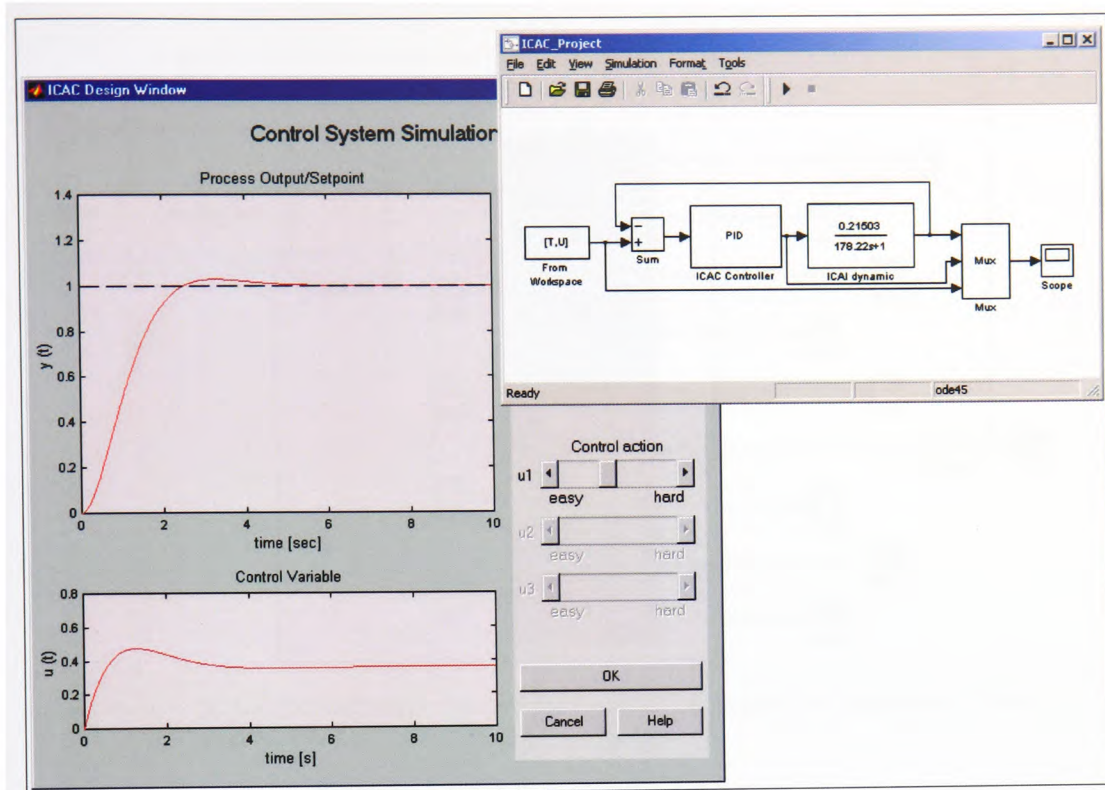 ICAC_Project
File Edit View Simulation Format Tools
[T,U]
From
Workspace
−
+
Sum
PID
ICAC Controller
0.21503
178.22s+1
ICAI dynamic
Mux
Mux
Scope
Ready
ode45
ICAC Design Window
Control System Simulation
Process Output/Setpoint
1.4
1.2
1
0.8
0.6
0.4
0.2
0
y (t)
0 2 4 6 8 10
time [sec]
Control Variable
0.8
0.6
0.4
0.2
0
u (t)
0 2 4 6 8 10
time [s]
Control action
u1
easy hard
u2
easy hard
u3
easy hard
OK
Cancel Help